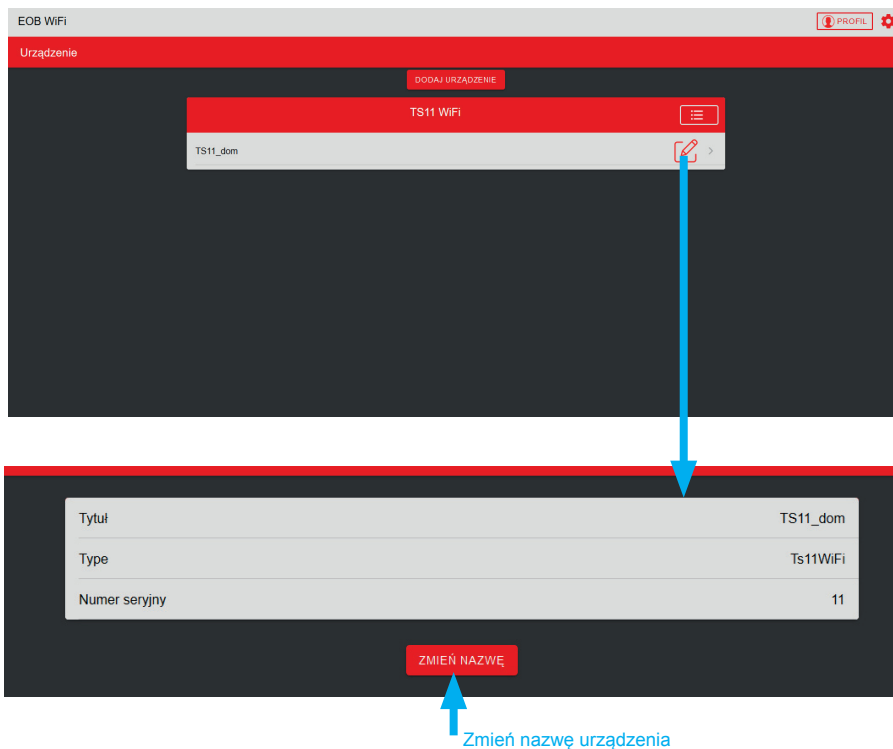 EOB WiFi
PROFIL
Urządzenie
DODAJ URZĄDZENIE
TS11 WiFi
TS11_dom
Tytuł TS11_dom
Type Ts11WiFi
Numer seryjny 11
ZMIEŃ NAZWĘ
Zmień nazwę urządzenia